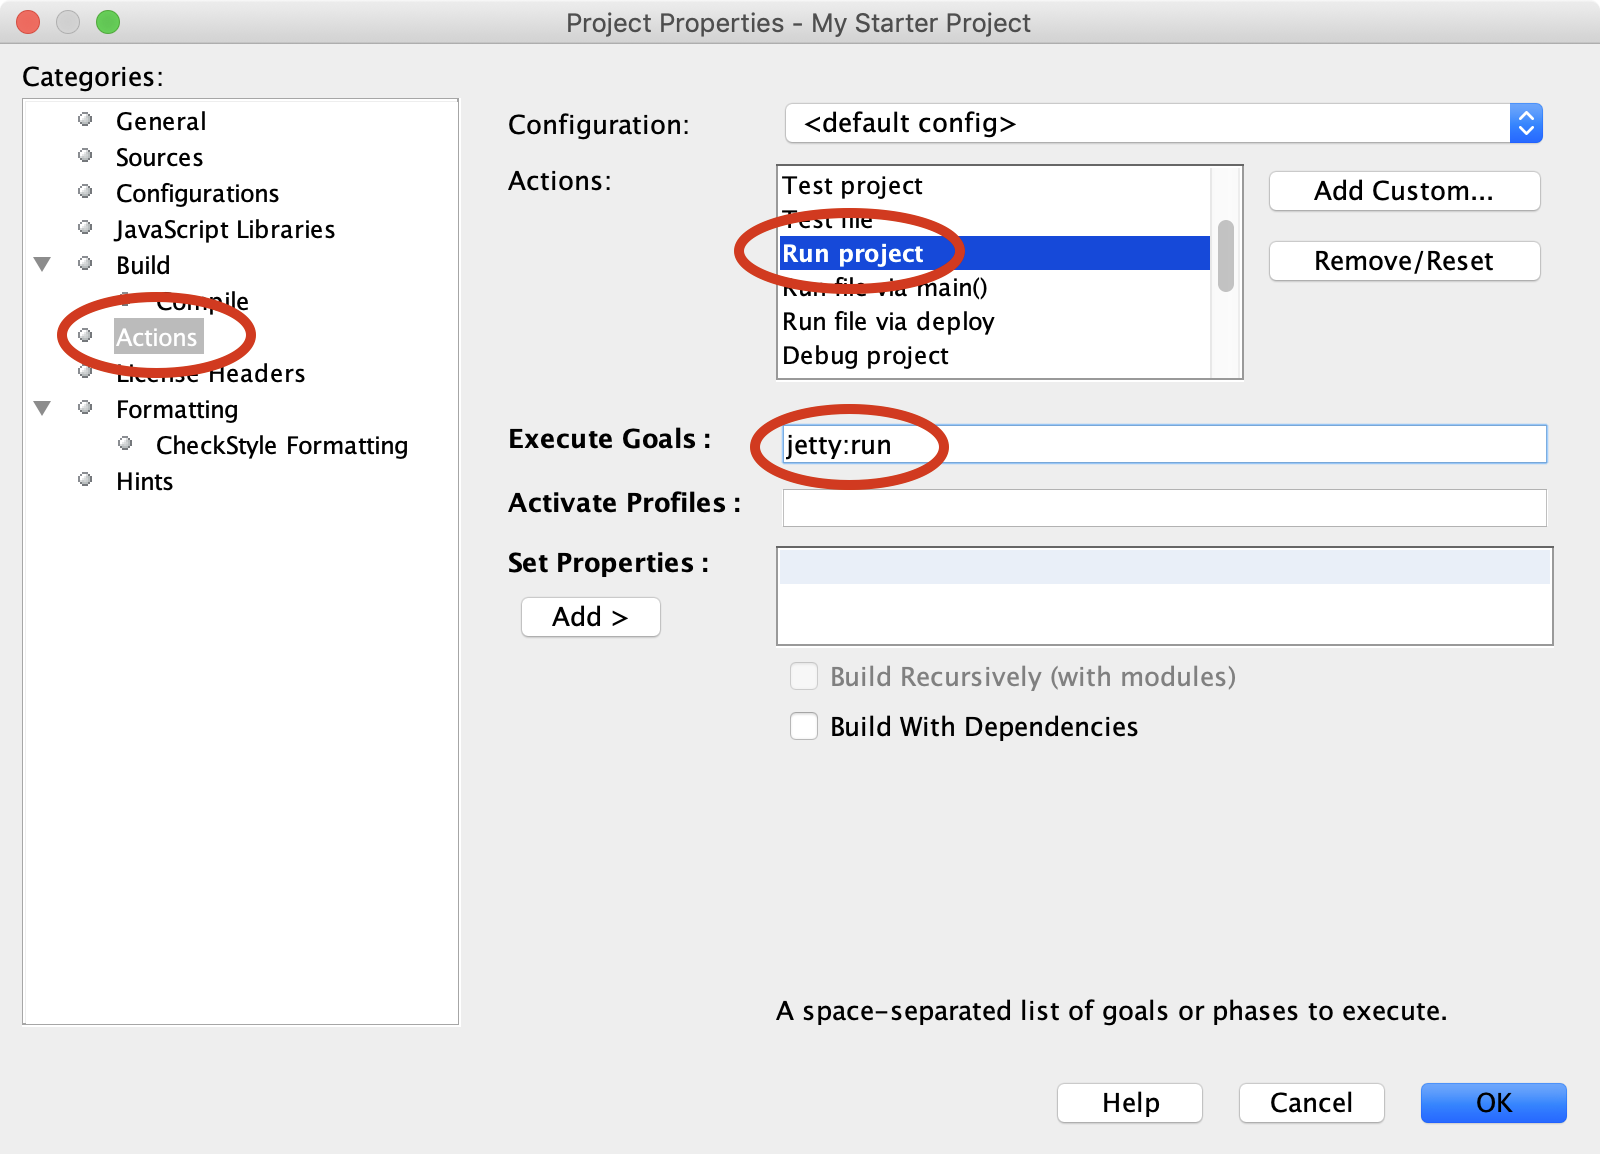 Project Properties - My Starter Project
Categories:
General
Sources
Configurations
JavaScript Libraries
Build
Compile
Actions
License Headers
Formatting
CheckStyle Formatting
Hints
Configuration:
<default config>
Actions:
Test project
Test file
Run project
Run file via main()
Run file via deploy
Debug project
Add Custom...
Remove/Reset
Execute Goals :
jetty:run
Activate Profiles :
Set Properties :
Add >
Build Recursively (with modules)
Build With Dependencies
A space-separated list of goals or phases to execute.
Help
Cancel
OK